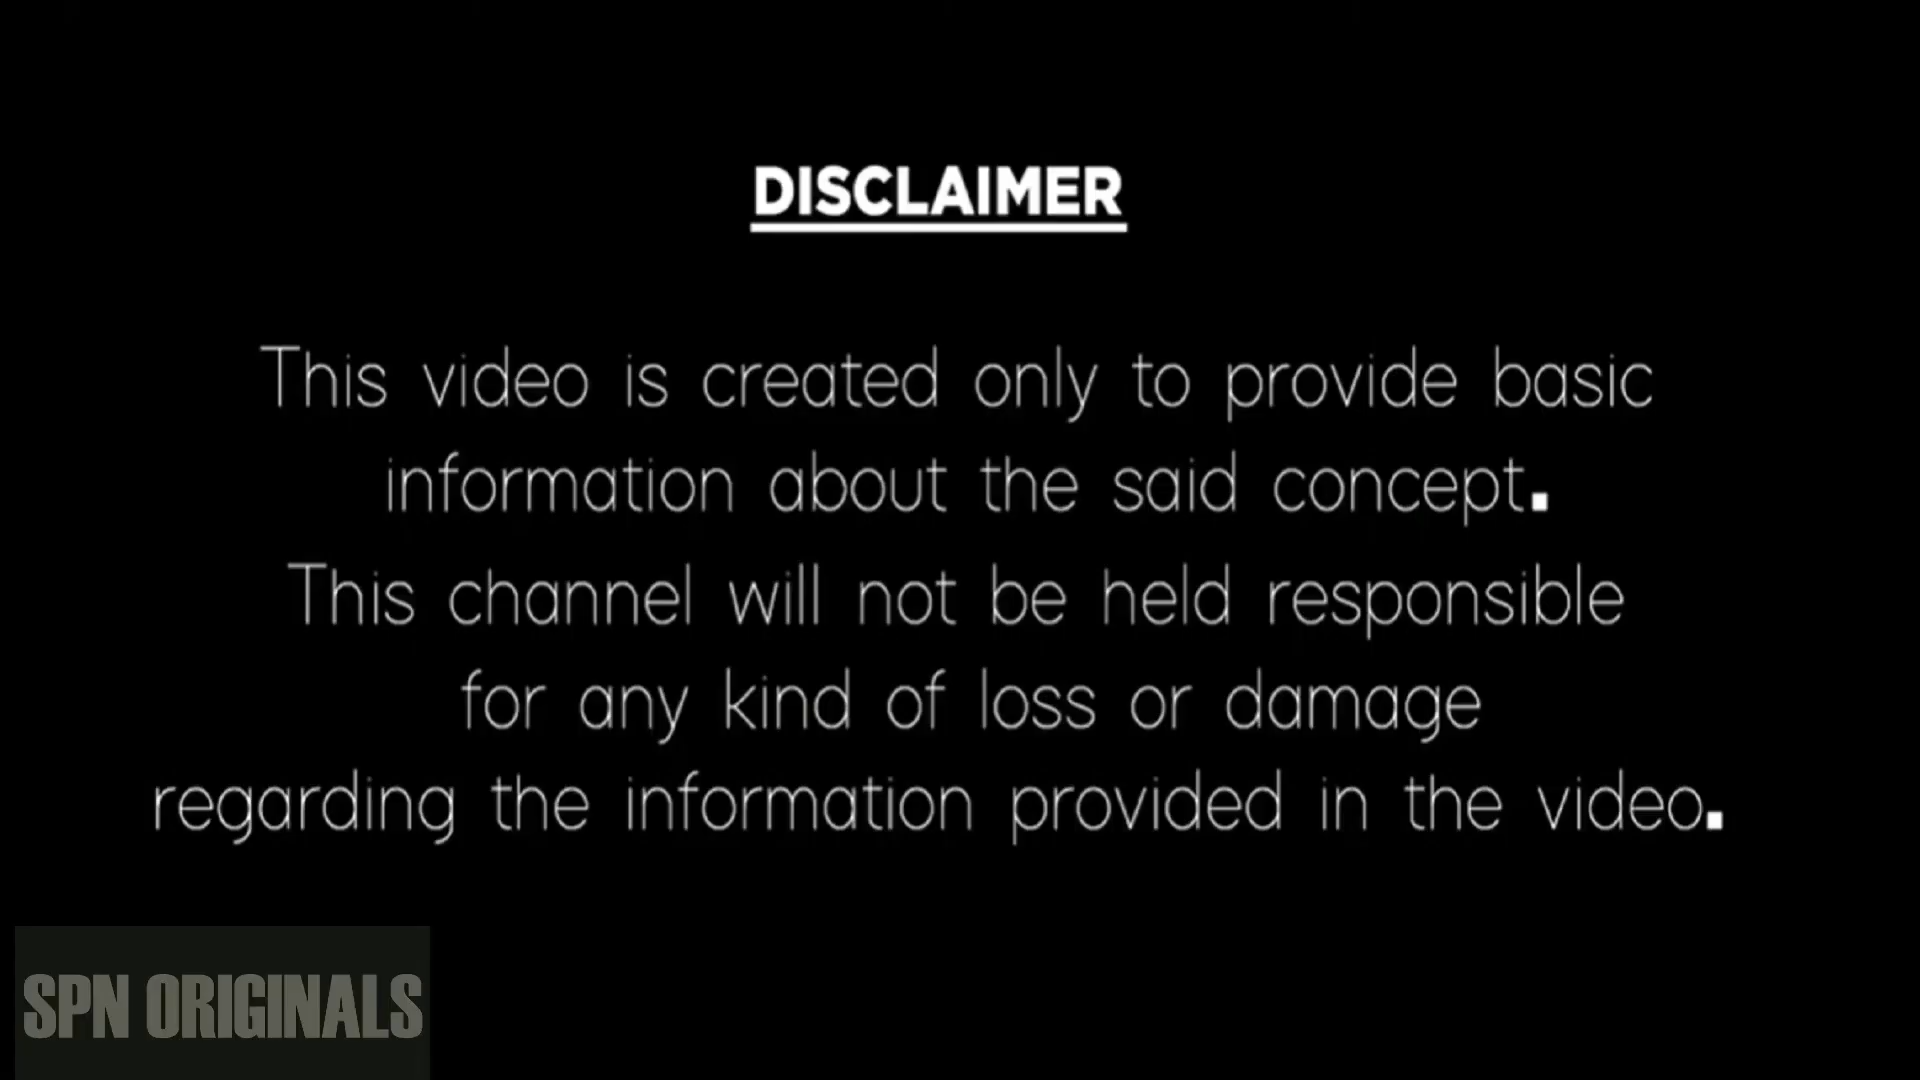 DISCLAIMER
This video is created only to provide basic
information about the said concept.
This channel will not be held responsible
for any kind of loss or damage
regarding the information provided in the video.
SPN ORIGINALS